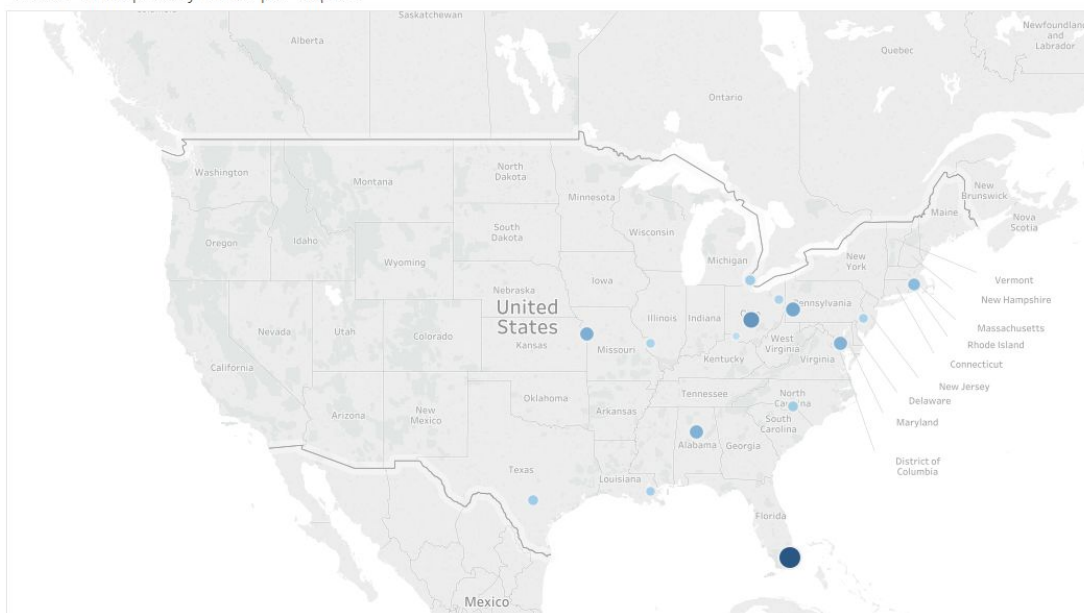 Saskatchewan
Newfoundland
and
Labrador
Alberta
Quebec
Ontario
Washington
Montana
North
Dakota
Minnesota
Maine
New
Brunswick
Nova
Scotia
Oregon
Idaho
Wyoming
South
Dakota
Wisconsin
Michigan
New
York
Vermont
New Hampshire
Massachusetts
Rhode Island
Connecticut
New Jersey
Delaware
Maryland
District of
Columbia
Nebraska
Iowa
United
States
Illinois
Indiana
Pennsylvania
Nevada
Utah
Colorado
Kansas
Missouri
West
Virginia
Virginia
Kentucky
California
Arizona
New
Mexico
Oklahoma
Arkansas
Tennessee
North
Carolina
South
Carolina
Texas
Louisiana
Alabama
Georgia
Florida
Mexico